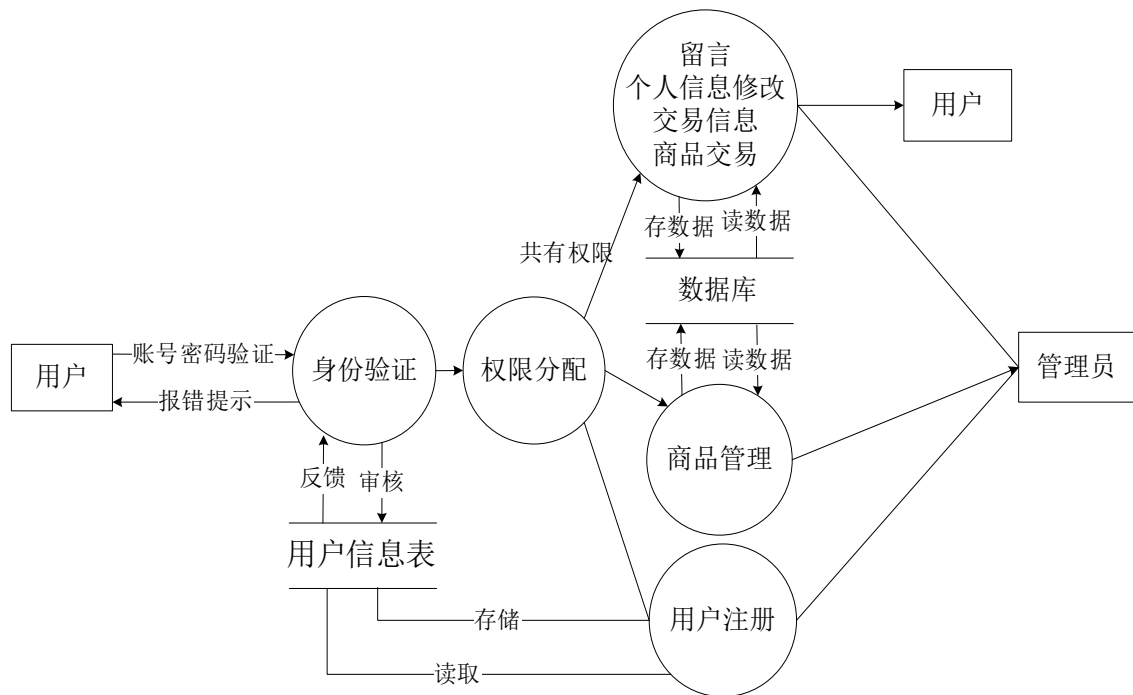 留言
个人信息修改
交易信息
商品交易
用户
存数据
读数据
共有权限
数据库
用户
账号密码验证
报错提示
身份验证
权限分配
存数据
读数据
管理员
商品管理
反馈
审核
用户信息表
存储
用户注册
读取